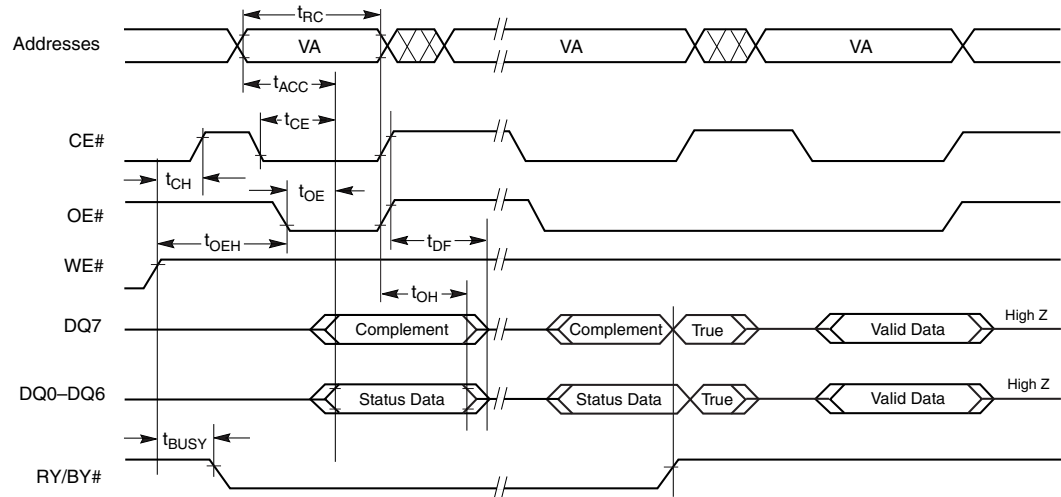 tRC
Addresses VA VA VA
tACC
tCE
CE#
tCH tOE
OE#
tOEH tDF
WE#
tOH
DQ7 Complement Complement True Valid Data High Z
DQ0–DQ6 Status Data Status Data True Valid Data High Z
tBUSY
RY/BY#